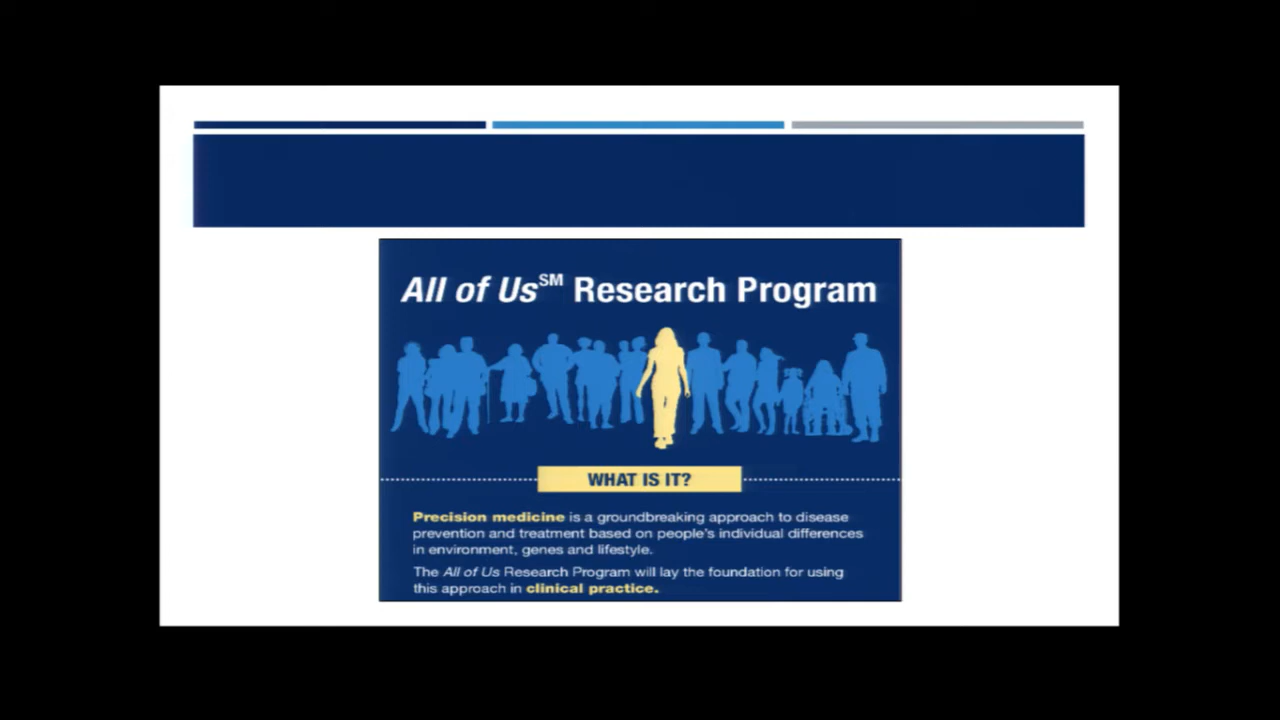 All of Us℠ Research Program
WHAT IS IT?
Precision medicine is a groundbreaking approach to disease
prevention and treatment based on people's individual differences
in environment, genes and lifestyle.
The All of Us Research Program will lay the foundation for using
this approach in clinical practice.